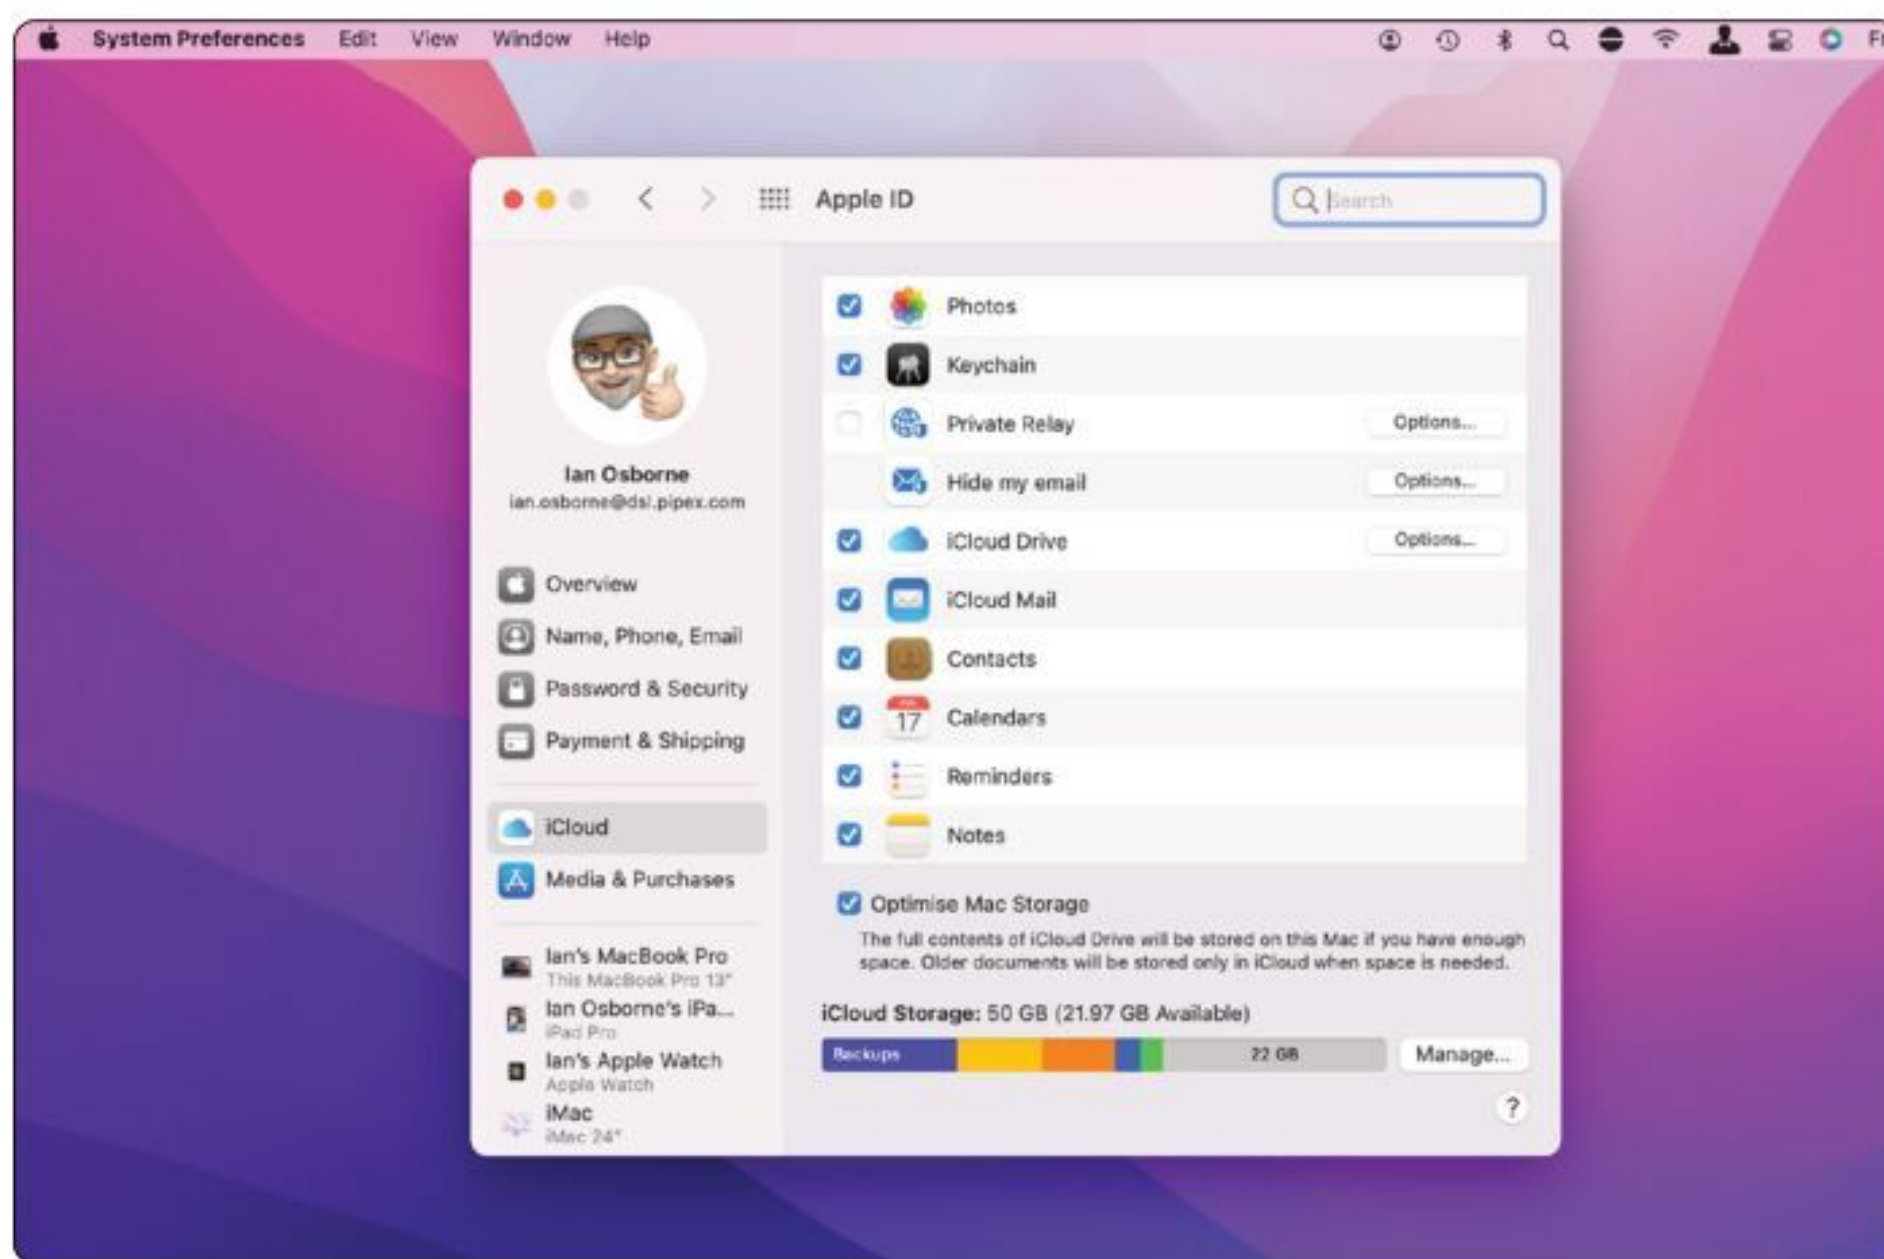 System Preferences Edit View Window Help
Apple ID
Search
Ian Osborne
ian.osborne@dsl.pipex.com
Overview
Name, Phone, Email
Password & Security
Payment & Shipping
iCloud
Media & Purchases
Ian's MacBook Pro
This MacBook Pro 13"
Ian Osborne's iPa...
iPad Pro
Ian's Apple Watch
Apple Watch
iMac
iMac 24"
Photos
Keychain
Private Relay Options...
Hide my email Options...
iCloud Drive Options...
iCloud Mail
Contacts
17 Calendars
Reminders
Notes
Optimise Mac Storage
The full contents of iCloud Drive will be stored on this Mac if you have enough
space. Older documents will be stored only in iCloud when space is needed.
iCloud Storage: 50 GB (21.97 GB Available)
Backups 22 GB Manage...
?